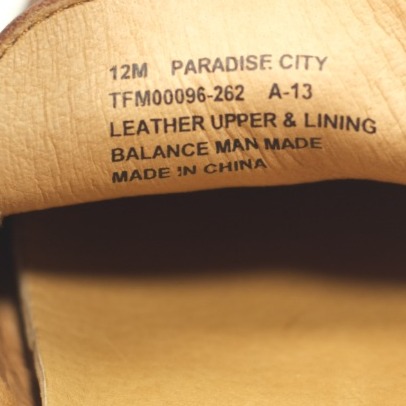 12M PARADISE CITY
TFM00096-262 A-13
LEATHER UPPER & LINING
BALANCE MAN MADE
MADE IN CHINA